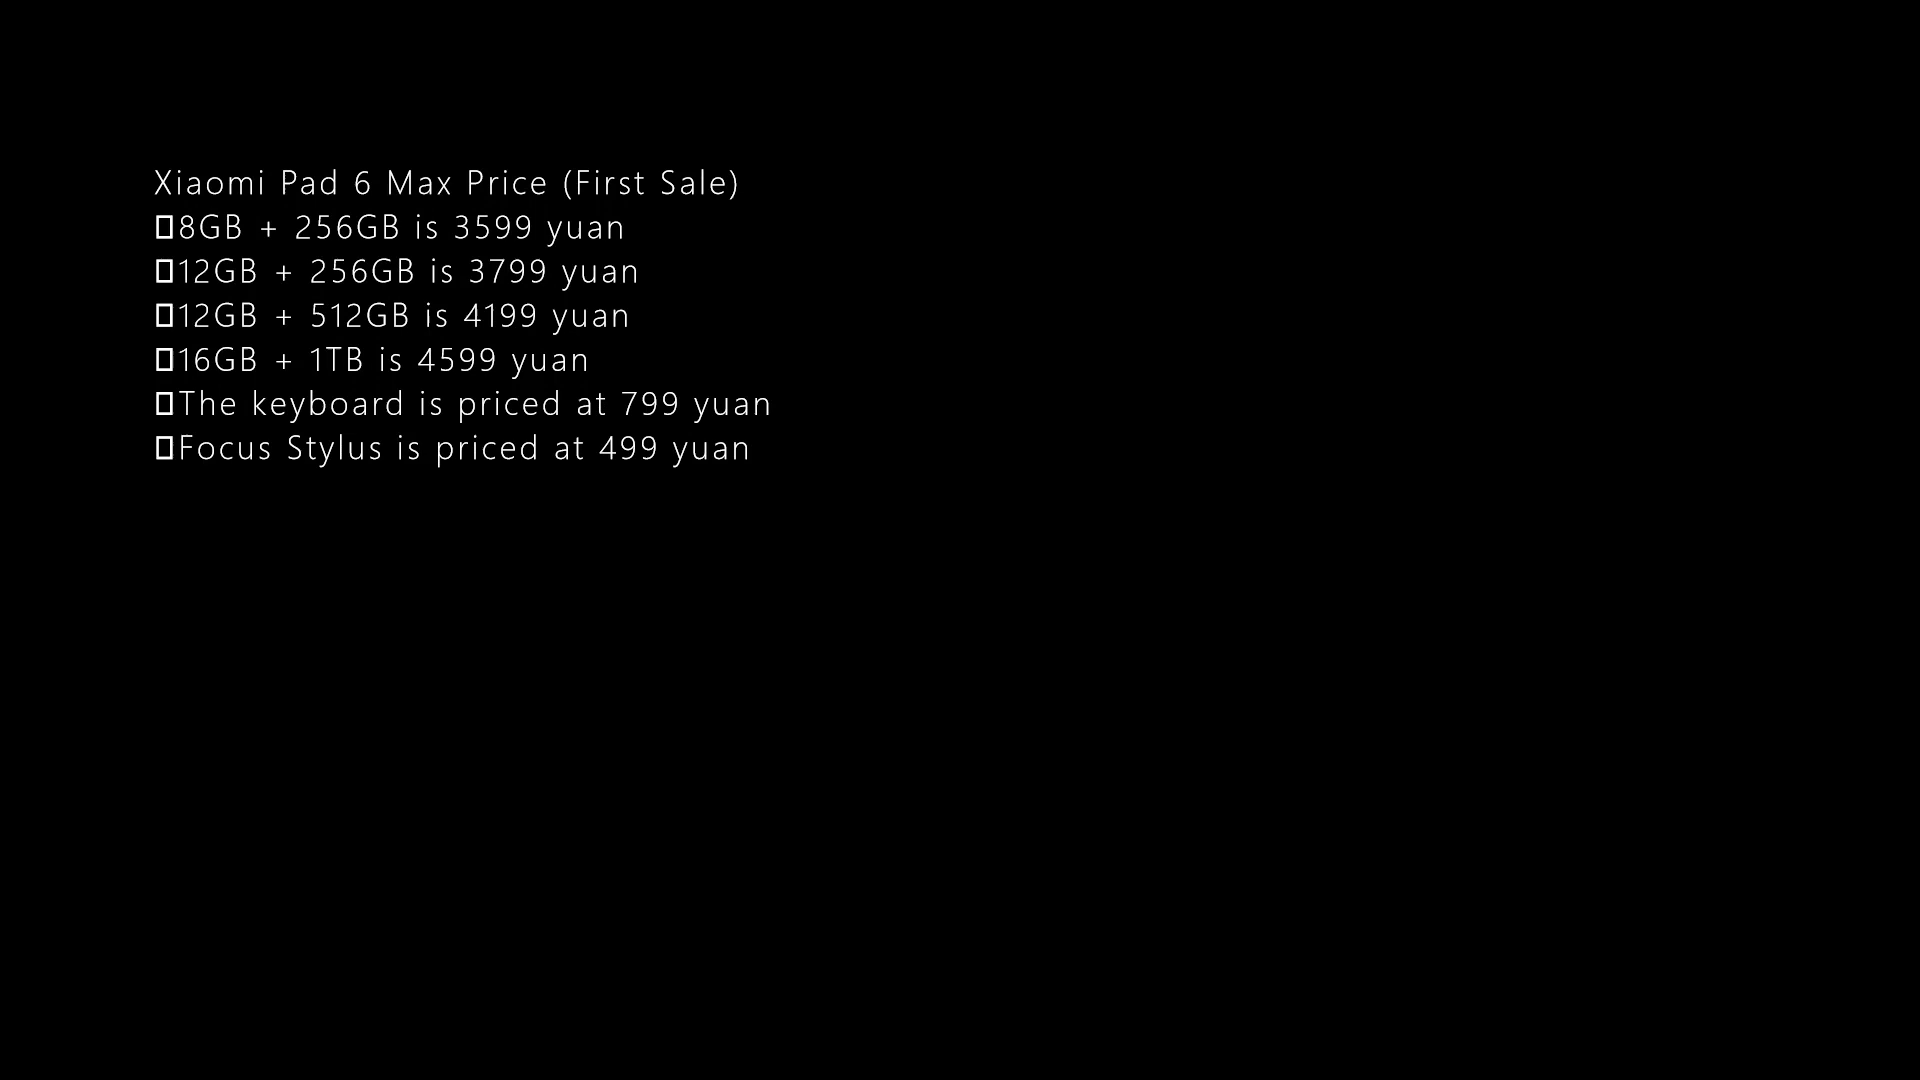 Xiaomi Pad 6 Max Price (First Sale)
▯8GB + 256GB is 3599 yuan
▯12GB + 256GB is 3799 yuan
▯12GB + 512GB is 4199 yuan
▯16GB + 1TB is 4599 yuan
▯The keyboard is priced at 799 yuan
▯Focus Stylus is priced at 499 yuan